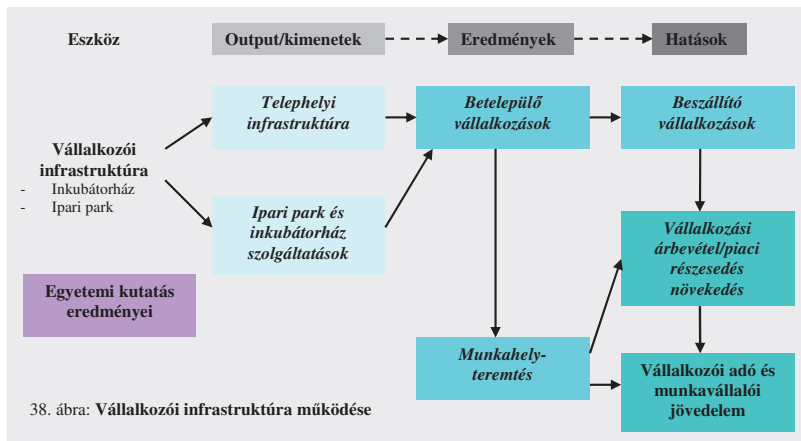 Eszköz
Output/kimenetek
Eredmények
Hatások
Telephelyi
infrastruktúra
Betelepülő
vállalkozások
Beszállító
vállalkozások
Vállalkozói
infrastruktúra
- Inkubátorház
- Ipari park
Ipari park és
inkubátorház
szolgáltatások
Vállalkozási
árbevétel/piaci
részesedés
növekedés
Egyetemi kutatás
eredményei
Munkahely-
teremtés
Vállalkozói adó és
munkavállalói
jövedelem
38. ábra: Vállalkozói infrastruktúra működése